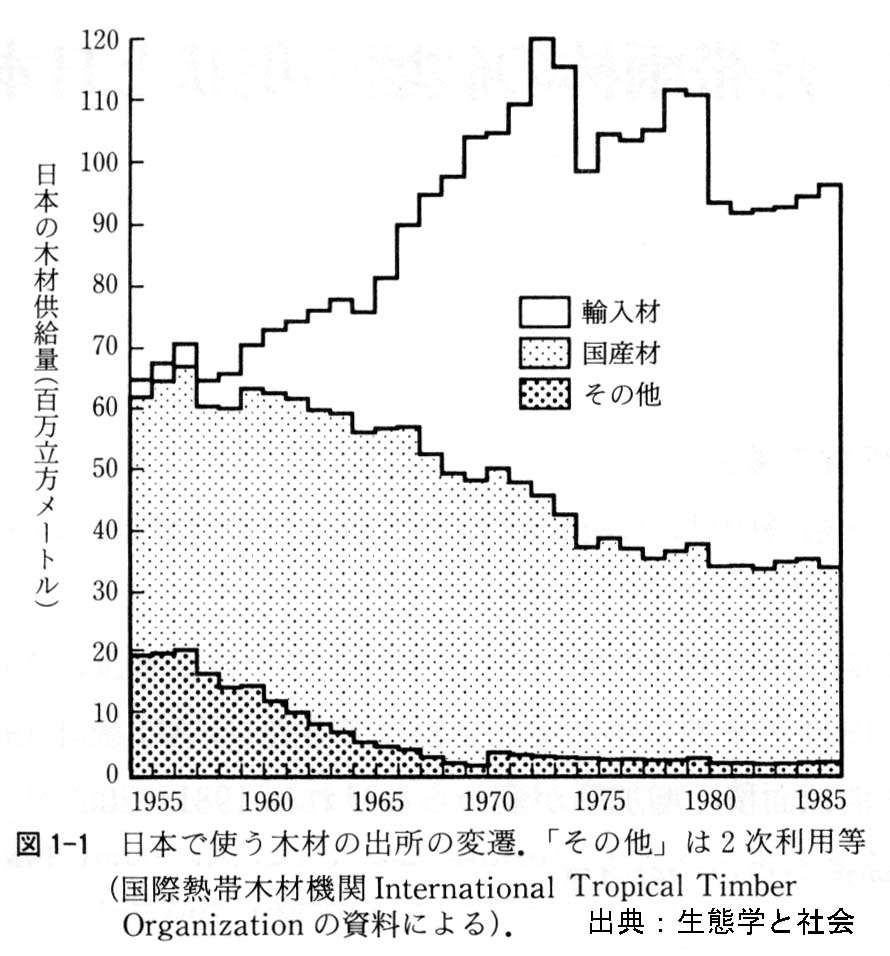 120
110
100
90
80
70
60
50
40
30
20
10
0
日本の木材供給量(百万立方メートル)
輸入材
国産材
その他
1955 1960 1965 1970 1975 1980 1985
図1-1 日本で使う木材の出所の変遷.「その他」は2次利用等
(国際熱帯木材機関 International Tropical Timber
Organization の資料による).
出典:生態学と社会